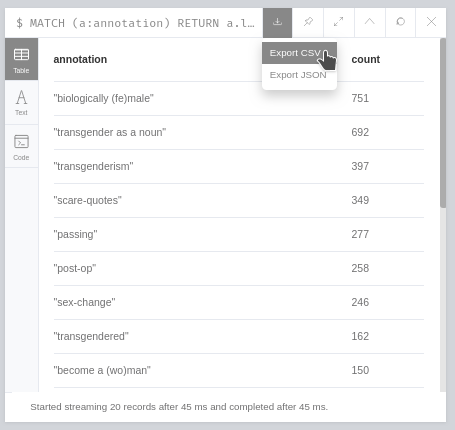 $ MATCH (a:annotation) RETURN a.l…
Export CSV
Export JSON
Table
Text
Code
annotation count
"biologically (fe)male" 751
"transgender as a noun" 692
"transgenderism" 397
"scare-quotes" 349
"passing" 277
"post-op" 258
"sex-change" 246
"transgendered" 162
"become a (wo)man" 150
Started streaming 20 records after 45 ms and completed after 45 ms.